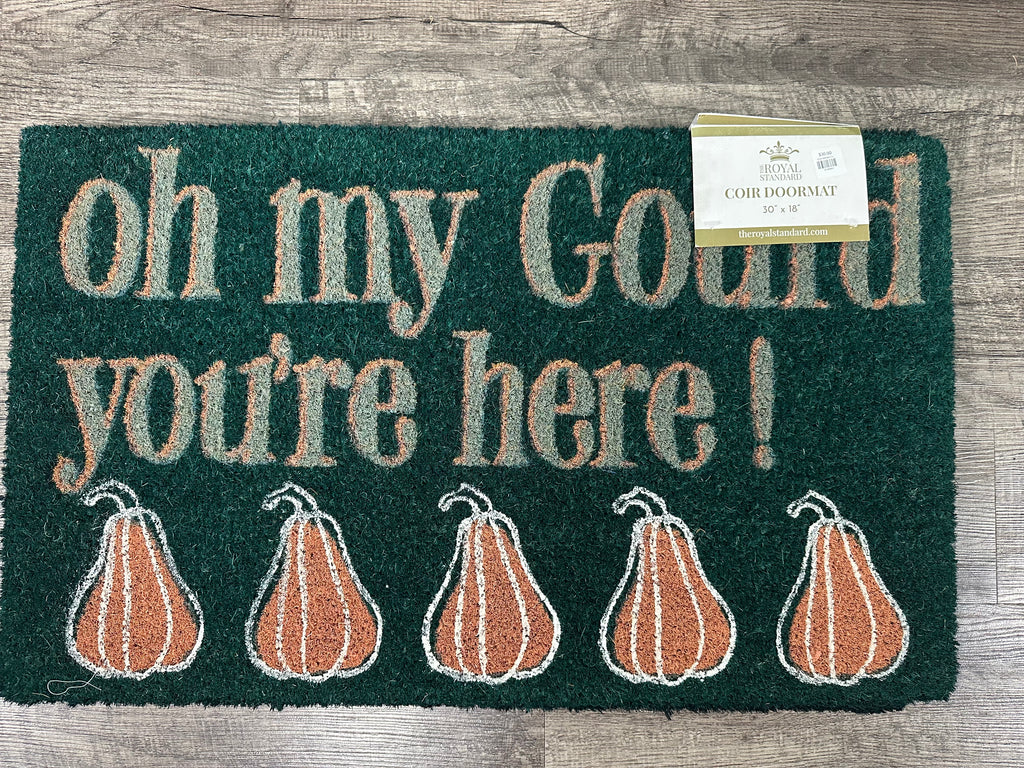 oh my Gourd
you're here !
THE
ROYAL
STANDARD
COIR DOORMAT
30" x 18"
theroyalstandard.com